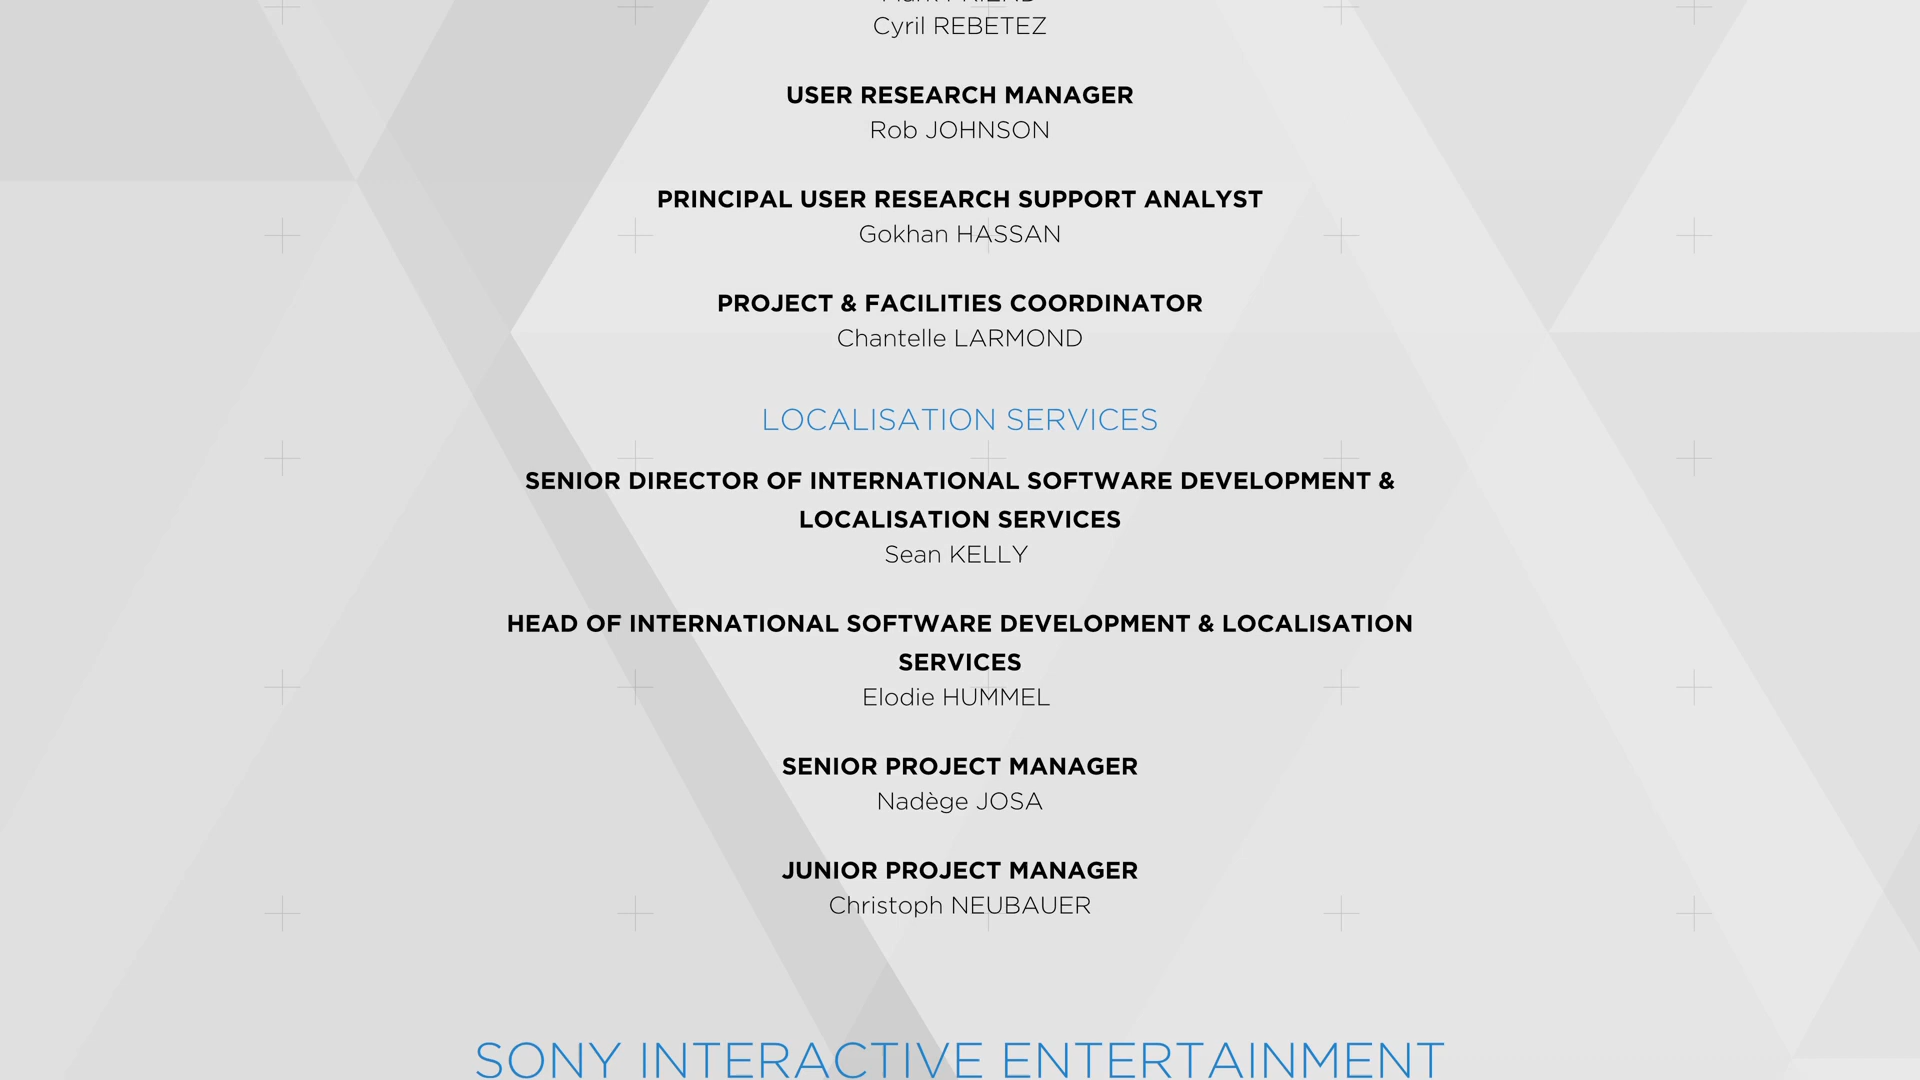 Cyril REBETEZ
USER RESEARCH MANAGER
Rob JOHNSON
PRINCIPAL USER RESEARCH SUPPORT ANALYST
Gokhan HASSAN
PROJECT & FACILITIES COORDINATOR
Chantelle LARMOND
LOCALISATION SERVICES
SENIOR DIRECTOR OF INTERNATIONAL SOFTWARE DEVELOPMENT &
LOCALISATION SERVICES
Sean KELLY
HEAD OF INTERNATIONAL SOFTWARE DEVELOPMENT & LOCALISATION
SERVICES
Elodie HUMMEL
SENIOR PROJECT MANAGER
Nadège JOSA
JUNIOR PROJECT MANAGER
Christoph NEUBAUER
SONY INTERACTIVE ENTERTAINMENT